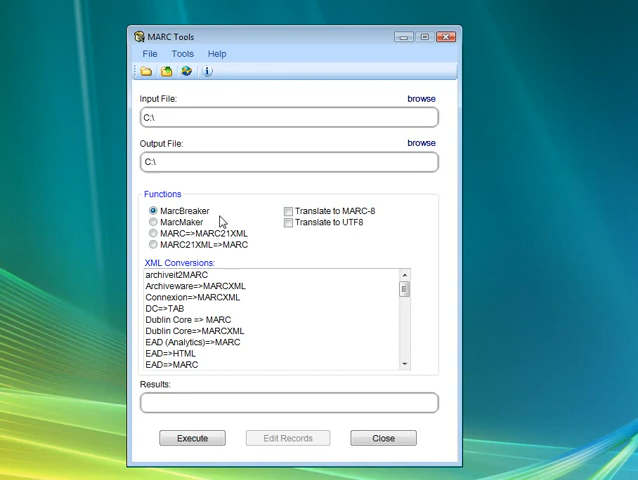 MARC Tools
File Tools Help
Input File: browse
C:\
Output File: browse
C:\
Functions
MarcBreaker Translate to MARC-8
MarcMaker Translate to UTF8
MARC=>MARC21XML
MARC21XML=>MARC
XML Conversions:
archiveit2MARC
Archiveware=>MARCXML
Connexion=>MARCXML
DC=>TAB
Dublin Core => MARC
Dublin Core=>MARCXML
EAD (Analytics)=>MARC
EAD=>HTML
EAD=>MARC
Results:
Execute Edit Records Close